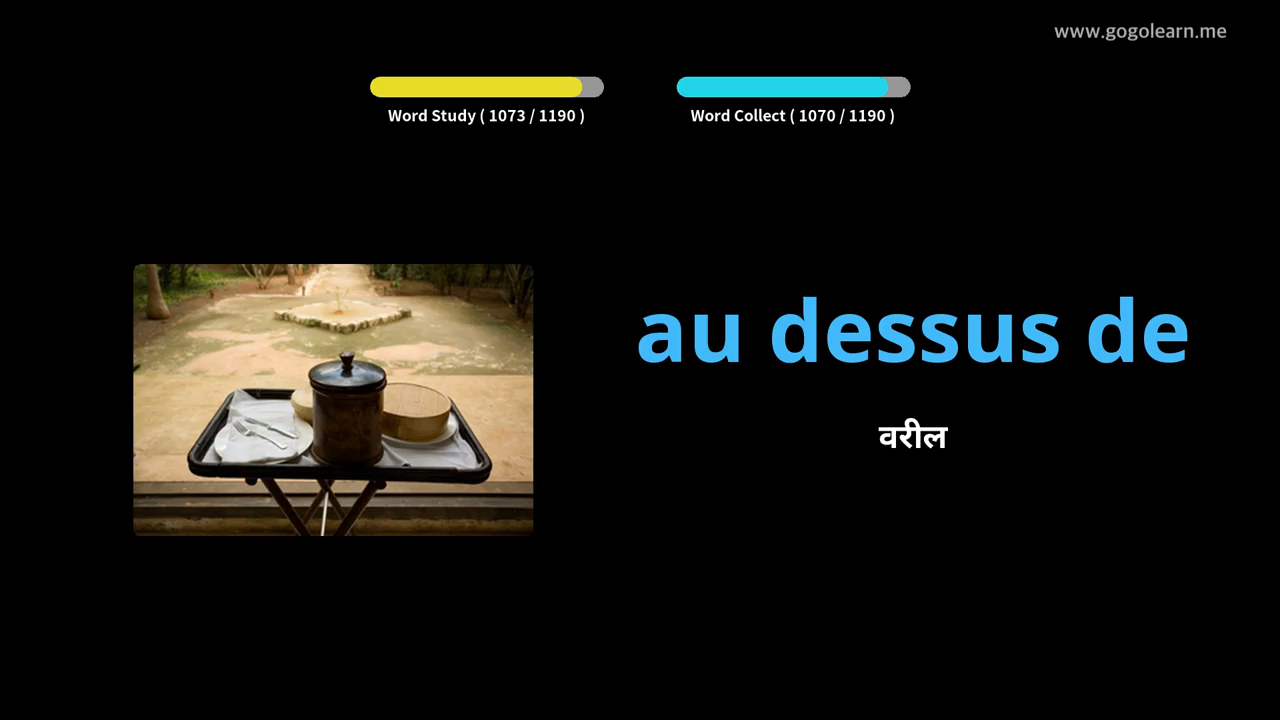 www.gogolearn.me
Word Study ( 1073 / 1190 )
Word Collect ( 1070 / 1190 )
au dessus de
वरील